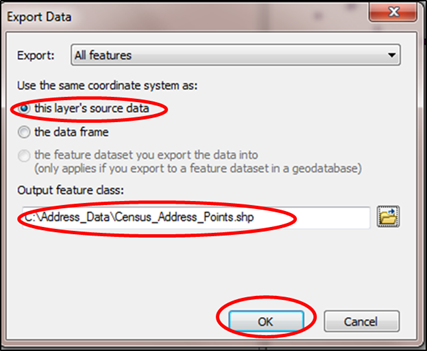 Export Data
Export: All features
Use the same coordinate system as:
this layer's source data
the data frame
the feature dataset you export the data into
(only applies if you export to a feature dataset in a geodatabase)
Output feature class:
C:\Address_Data\Census_Address_Points.shp
OK Cancel